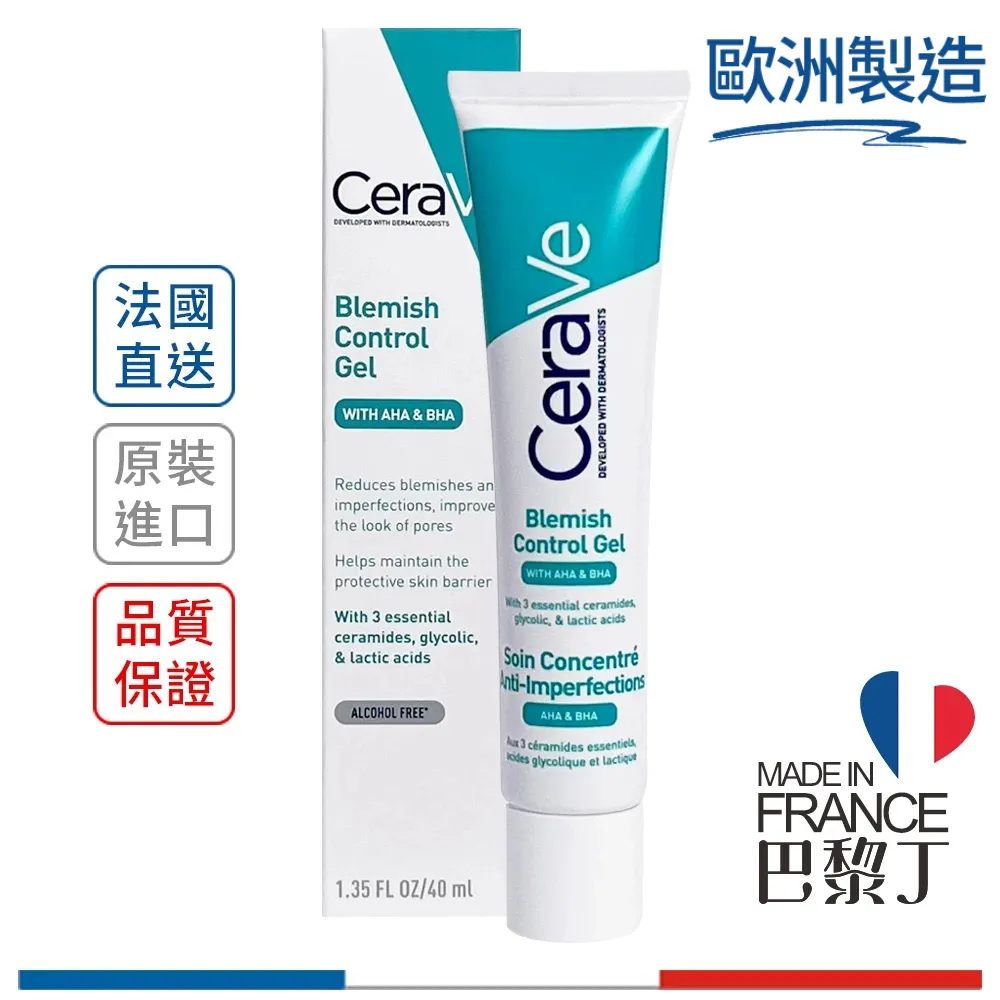 歐洲製造
法國
直送
原裝
進口
品質
保證
Cera
DEVELOPED WITH DERMATOLOGISTS
Blemish
Control
Gel
WITH AHA & BHA
Reduces blemishes an
imperfections, improve
the look of pores
Helps maintain the
protective skin barrier
With 3 essential
ceramides, glycolic,
& lactic acids
ALCOHOL FREE*
1.35 FL OZ/40 ml
CeraVe
DEVELOPED WITH DERMATOLOGISTS
Blemish
Control Gel
WITH AHA & BHA
With 3 essential ceramides,
glycolic, & lactic acids
Soin Concentré
Anti-Imperfections
AHA & BHA
Aux 3 céramides essentiels,
acides glycolique et lactique
MADE IN
FRANCE
巴黎丁